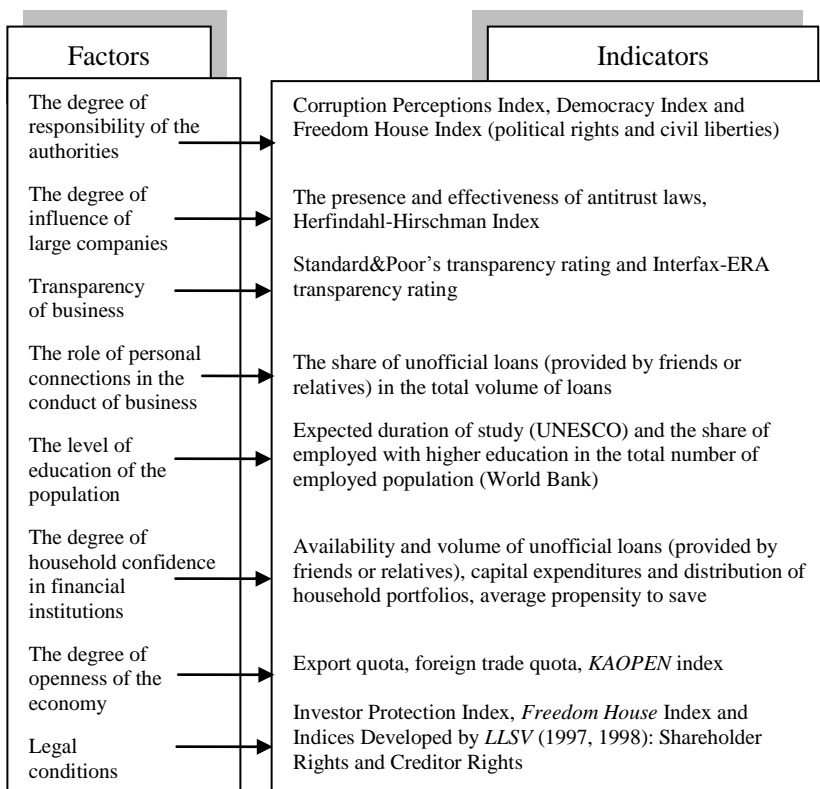 Factors
Indicators
The degree of
responsibility of the
authorities
Corruption Perceptions Index, Democracy Index and
Freedom House Index (political rights and civil liberties)
The degree of
influence of
large companies
The presence and effectiveness of antitrust laws,
Herfindahl-Hirschman Index
Transparency
of business
Standard&Poor's transparency rating and Interfax-ERA
transparency rating
The role of personal
connections in the
conduct of business
The share of unofficial loans (provided by friends or
relatives) in the total volume of loans
The level of
education of the
population
Expected duration of study (UNESCO) and the share of
employed with higher education in the total number of
employed population (World Bank)
The degree of
household confidence
in financial
institutions
Availability and volume of unofficial loans (provided by
friends or relatives), capital expenditures and distribution of
household portfolios, average propensity to save
The degree of
openness of the
economy
Export quota, foreign trade quota, KAOPEN index
Legal
conditions
Investor Protection Index, Freedom House Index and
Indices Developed by LLSV (1997, 1998): Shareholder
Rights and Creditor Rights